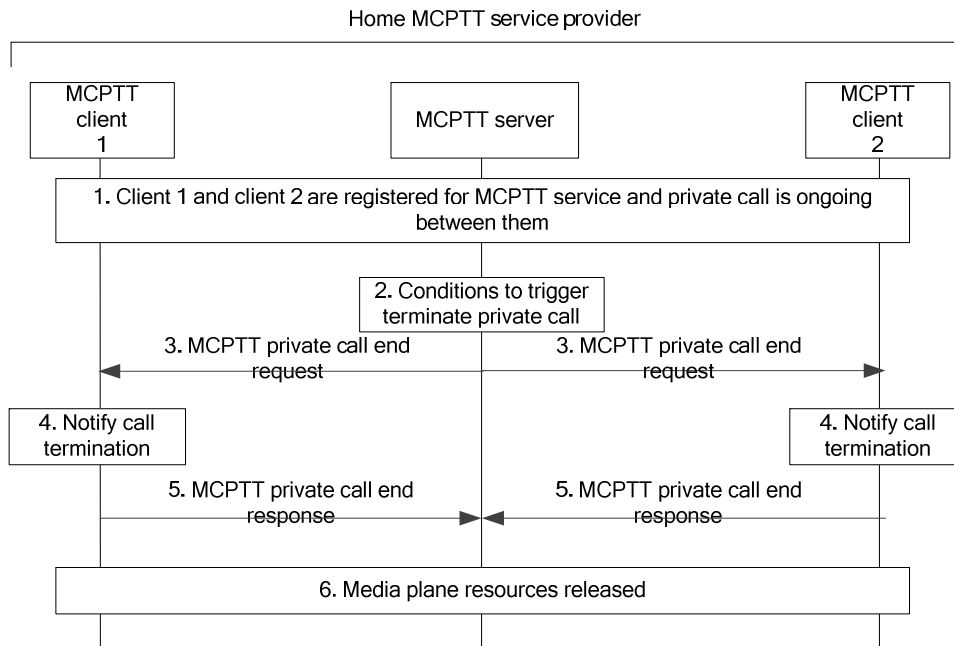 Home MCPTT service provider
MCPTT
client
1
MCPTT server
MCPTT
client
2
1. Client 1 and client 2 are registered for MCPTT service and private call is ongoing
between them
2. Conditions to trigger
terminate private call
3. MCPTT private call end
request
3. MCPTT private call end
request
4. Notify call
termination
4. Notify call
termination
5. MCPTT private call end
response
5. MCPTT private call end
response
6. Media plane resources released